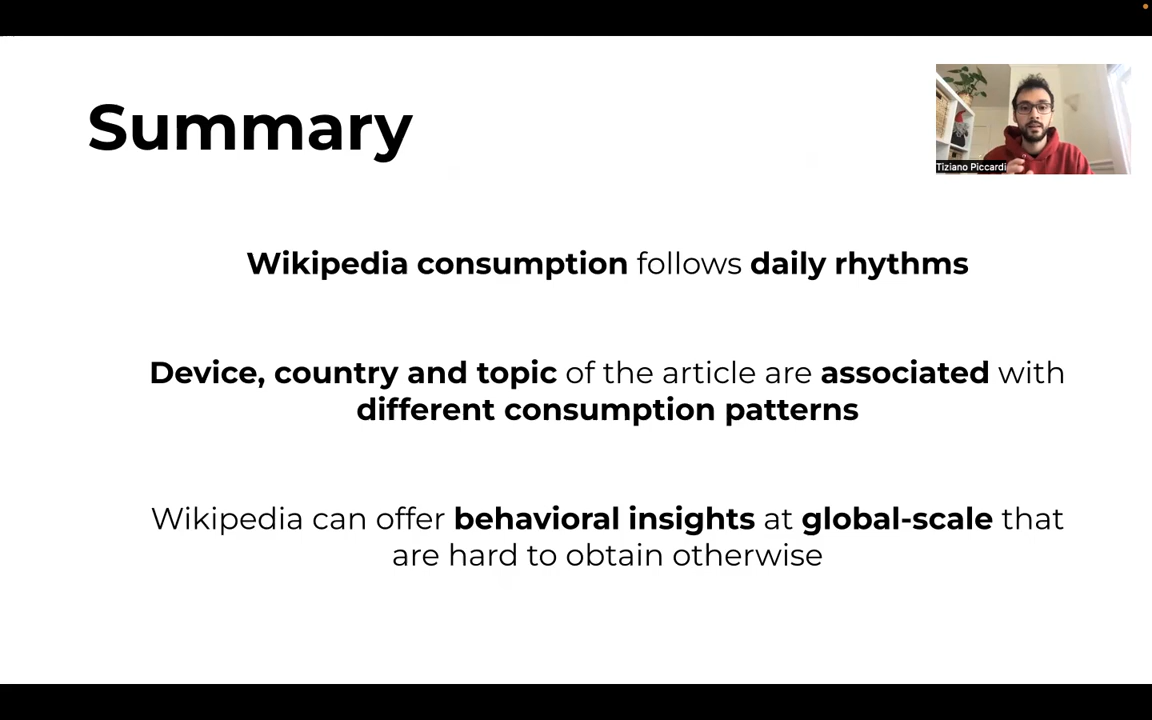 Summary
Tiziano Piccardi
Wikipedia consumption follows daily rhythms
Device, country and topic of the article are associated with
different consumption patterns
Wikipedia can offer behavioral insights at global-scale that
are hard to obtain otherwise